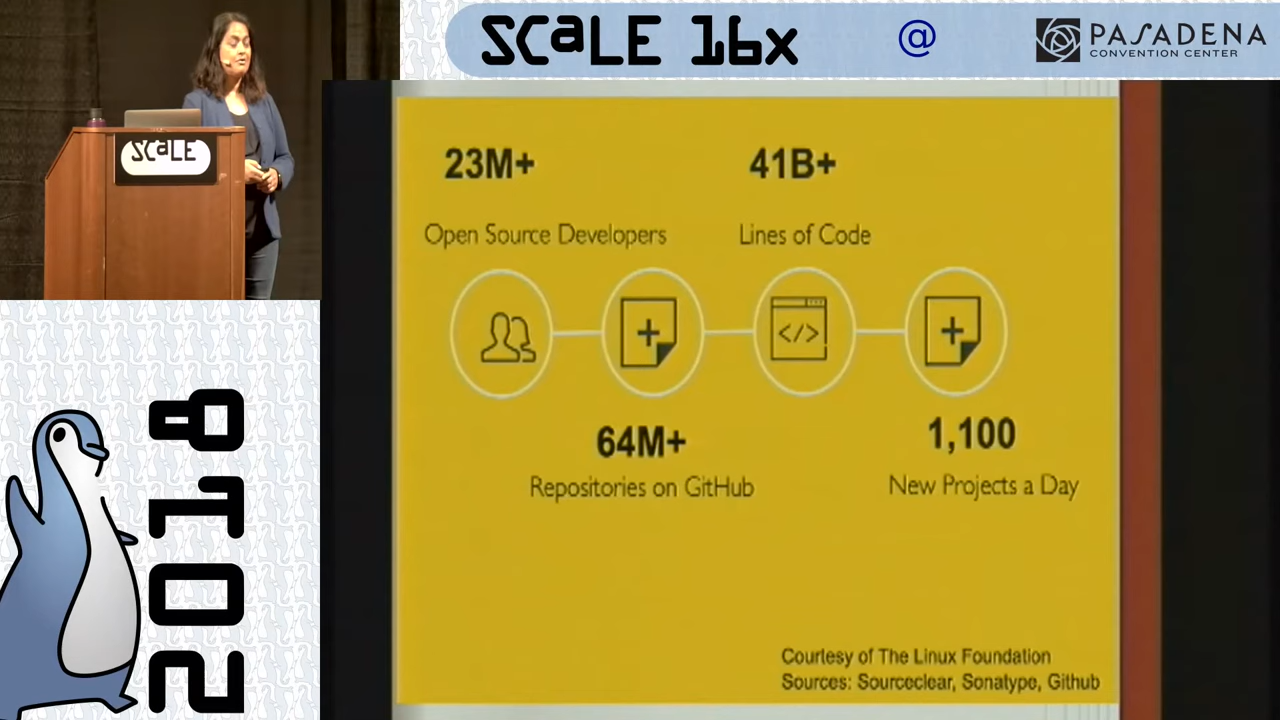 SCaLE 16x
@
PASADENA
CONVENTION CENTER
SCaLE
23M+
41B+
Open Source Developers
Lines of Code
</>
64M+
1,100
Repositories on GitHub
New Projects a Day
Courtesy of The Linux Foundation
Sources: Sourceclear, Sonatype, Github
2018